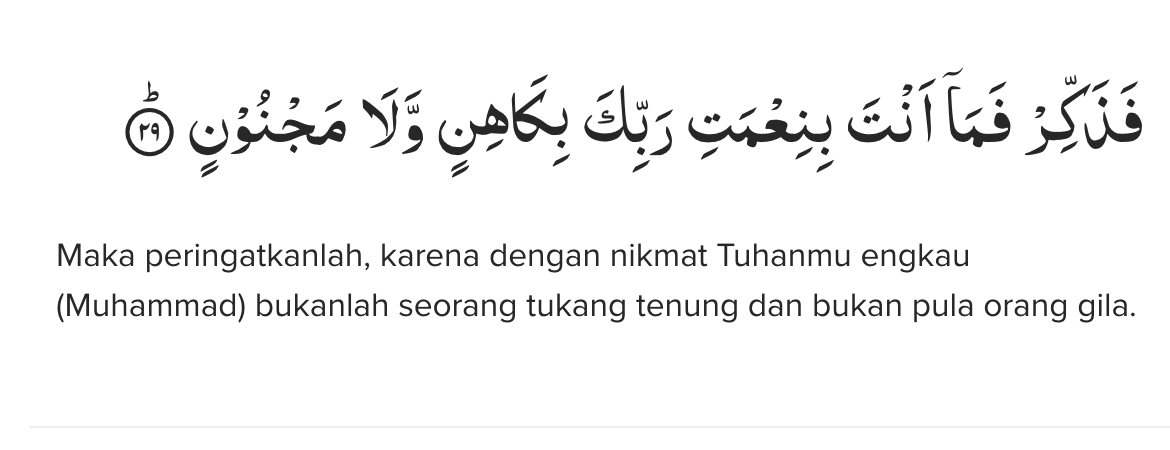 فَذَكِّرْ فَمَآ اَنْتَ بِنِعْمَتِ رَبِّكَ بِكَاهِنٍ وَّلَا مَجْنُوْنٍۗ ٢٩
Maka peringatkanlah, karena dengan nikmat Tuhanmu engkau
(Muhammad) bukanlah seorang tukang tenung dan bukan pula orang gila.